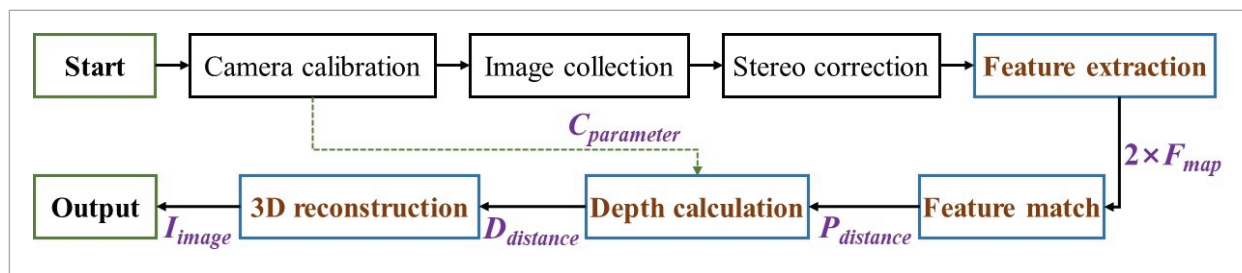 Start
Camera calibration
Image collection
Stereo correction
Feature extraction
C_parameter
2×F_map
Output
3D reconstruction
Depth calculation
Feature match
I_image
D_distance
P_distance